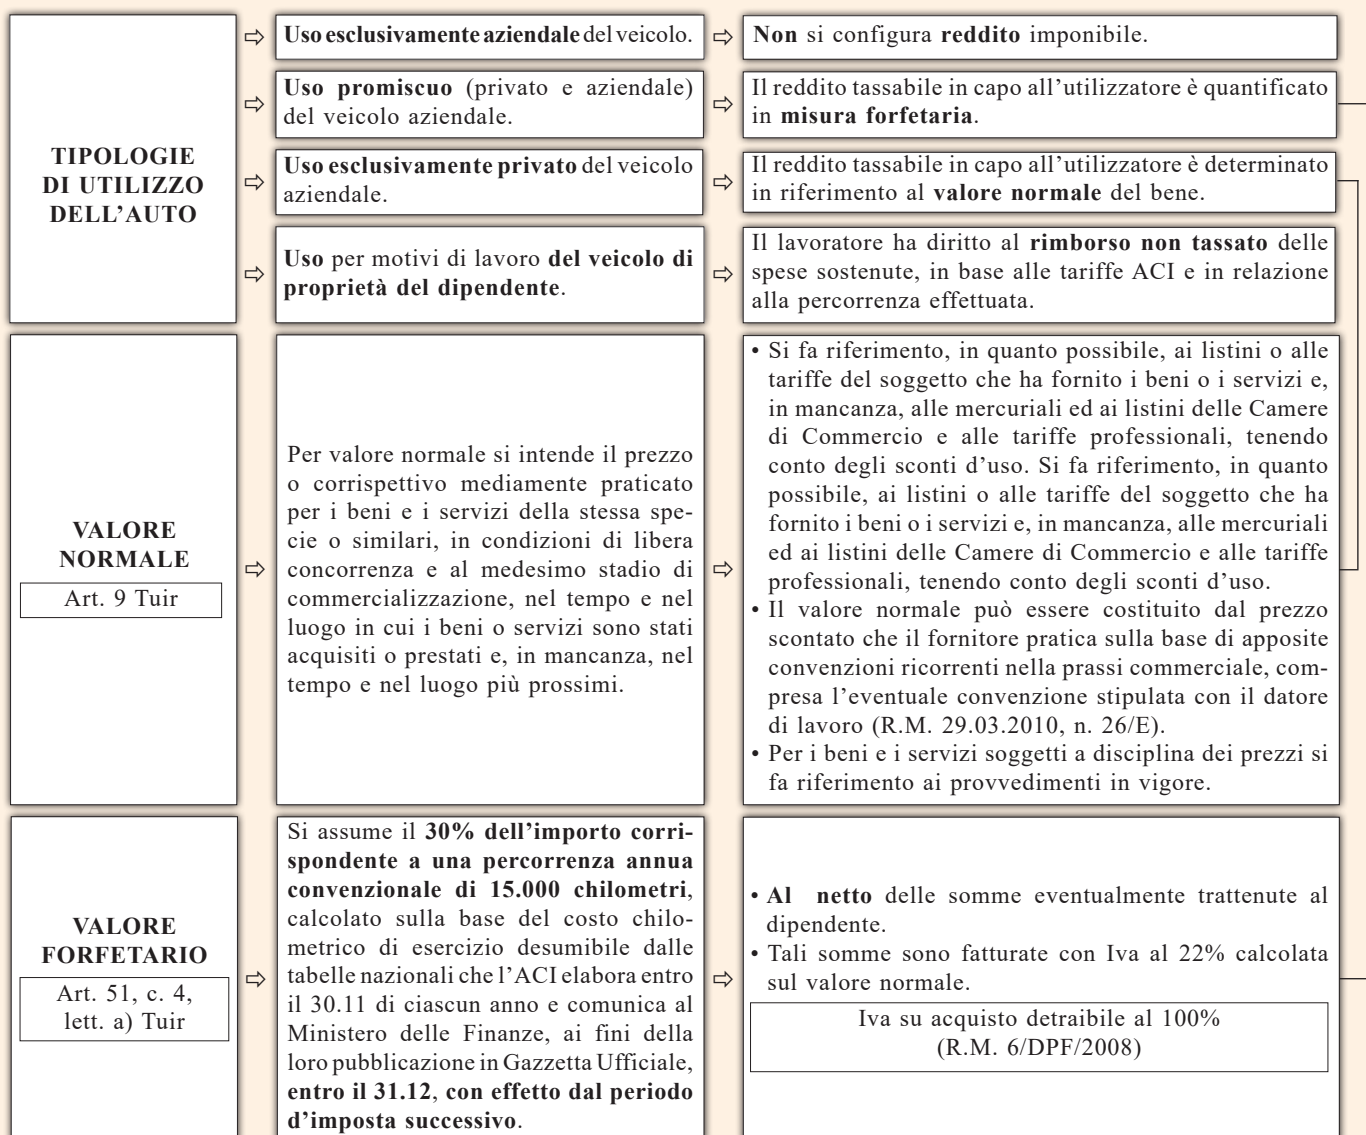 TIPOLOGIE
DI UTILIZZO
DELL'AUTO
⇨
Uso esclusivamente aziendale del veicolo.
⇨
Non si configura reddito imponibile.
⇨
Uso promiscuo (privato e aziendale)
del veicolo aziendale.
⇨
Il reddito tassabile in capo all'utilizzatore è quantificato
in misura forfetaria.
⇨
Uso esclusivamente privato del veicolo
aziendale.
⇨
Il reddito tassabile in capo all'utilizzatore è determinato
in riferimento al valore normale del bene.
⇨
Uso per motivi di lavoro del veicolo di
proprietà del dipendente.
⇨
Il lavoratore ha diritto al rimborso non tassato delle
spese sostenute, in base alle tariffe ACI e in relazione
alla percorrenza effettuata.
VALORE
NORMALE
Art. 9 Tuir
⇨
Per valore normale si intende il prezzo
o corrispettivo mediamente praticato
per i beni e i servizi della stessa spe-
cie o similari, in condizioni di libera
concorrenza e al medesimo stadio di
commercializzazione, nel tempo e nel
luogo in cui i beni o servizi sono stati
acquisiti o prestati e, in mancanza, nel
tempo e nel luogo più prossimi.
⇨
• Si fa riferimento, in quanto possibile, ai listini o alle
tariffe del soggetto che ha fornito i beni o i servizi e,
in mancanza, alle mercuriali ed ai listini delle Camere
di Commercio e alle tariffe professionali, tenendo
conto degli sconti d'uso. Si fa riferimento, in quanto
possibile, ai listini o alle tariffe del soggetto che ha
fornito i beni o i servizi e, in mancanza, alle mercuriali
ed ai listini delle Camere di Commercio e alle tariffe
professionali, tenendo conto degli sconti d'uso.
• Il valore normale può essere costituito dal prezzo
scontato che il fornitore pratica sulla base di apposite
convenzioni ricorrenti nella prassi commerciale, com-
presa l'eventuale convenzione stipulata con il datore
di lavoro (R.M. 29.03.2010, n. 26/E).
• Per i beni e i servizi soggetti a disciplina dei prezzi si
fa riferimento ai provvedimenti in vigore.
VALORE
FORFETARIO
Art. 51, c. 4,
lett. a) Tuir
⇨
Si assume il 30% dell'importo corri-
spondente a una percorrenza annua
convenzionale di 15.000 chilometri,
calcolato sulla base del costo chilo-
metrico di esercizio desumibile dalle
tabelle nazionali che l'ACI elabora entro
il 30.11 di ciascun anno e comunica al
Ministero delle Finanze, ai fini della
loro pubblicazione in Gazzetta Ufficiale,
entro il 31.12, con effetto dal periodo
d'imposta successivo.
⇨
• Al netto delle somme eventualmente trattenute al
dipendente.
• Tali somme sono fatturate con Iva al 22% calcolata
sul valore normale.
Iva su acquisto detraibile al 100%
(R.M. 6/DPF/2008)